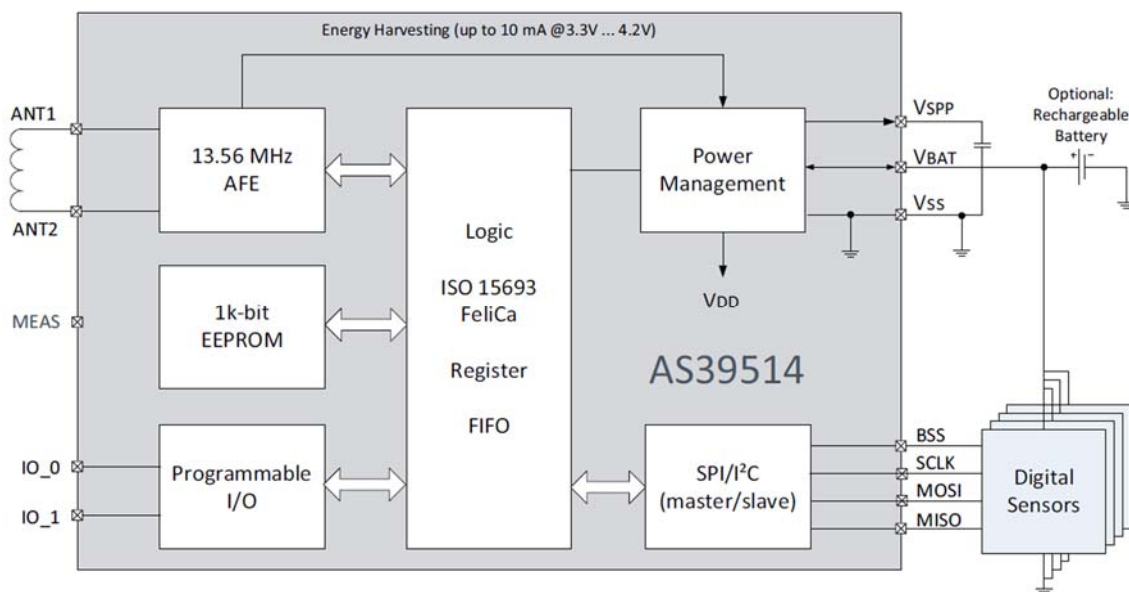 Energy Harvesting (up to 10 mA @3.3V ... 4.2V)
ANT1
ANT2
13.56 MHz
AFE
MEAS
1k-bit
EEPROM
IO_0
IO_1
Programmable
I/O
Logic
ISO 15693
FeliCa
Register
FIFO
Power
Management
VDD
AS39514
SPI/I²C
(master/slave)
VSPP
VBAT
VSS
Optional:
Rechargeable
Battery
+ −
BSS
SCLK
MOSI
MISO
Digital
Sensors